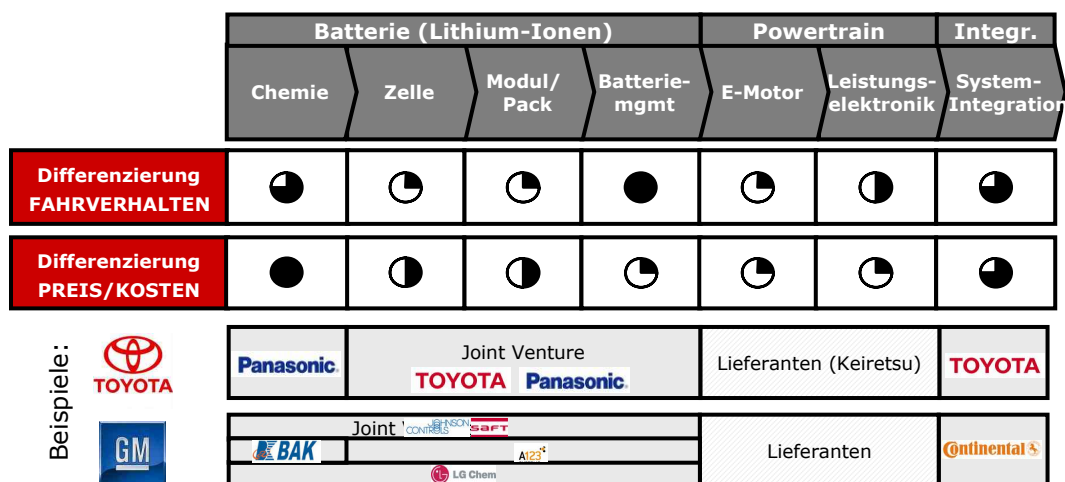 Batterie (Lithium-Ionen) Powertrain Integr.
Chemie Zelle Modul/ Pack Batterie- mgmt E-Motor Leistungs- elektronik System- Integration
Differenzierung
FAHRVERHALTEN
Differenzierung
PREIS/KOSTEN
Beispiele:
TOYOTA
Panasonic
Joint Venture
TOYOTA Panasonic
Lieferanten (Keiretsu)
TOYOTA
GM
Joint
JOHNSON CONTROLS
SAFT
BAK
A123
LG Chem
Lieferanten
Continental